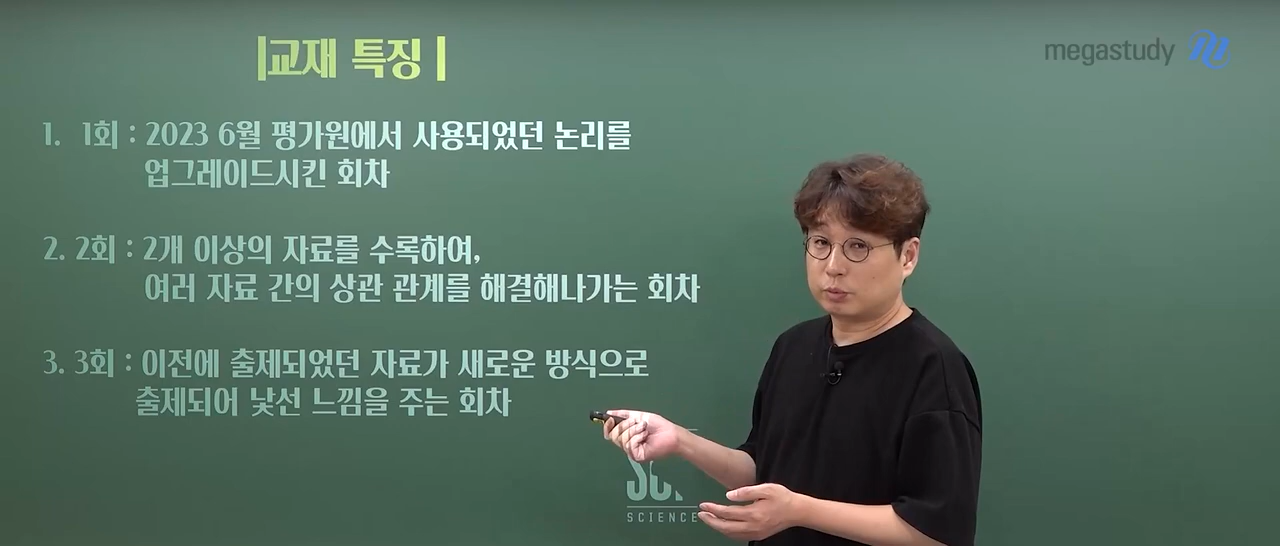 |교재 특징|
megastudy
1. 1회 : 2023 6월 평가원에서 사용되었던 논리를
업그레이드시킨 회차
2. 2회 : 2개 이상의 자료를 수록하여,
여러 자료 간의 상관 관계를 해결해나가는 회차
3. 3회 : 이전에 출제되었던 자료가 새로운 방식으로
출제되어 낯선 느낌을 주는 회차
SCIENCE